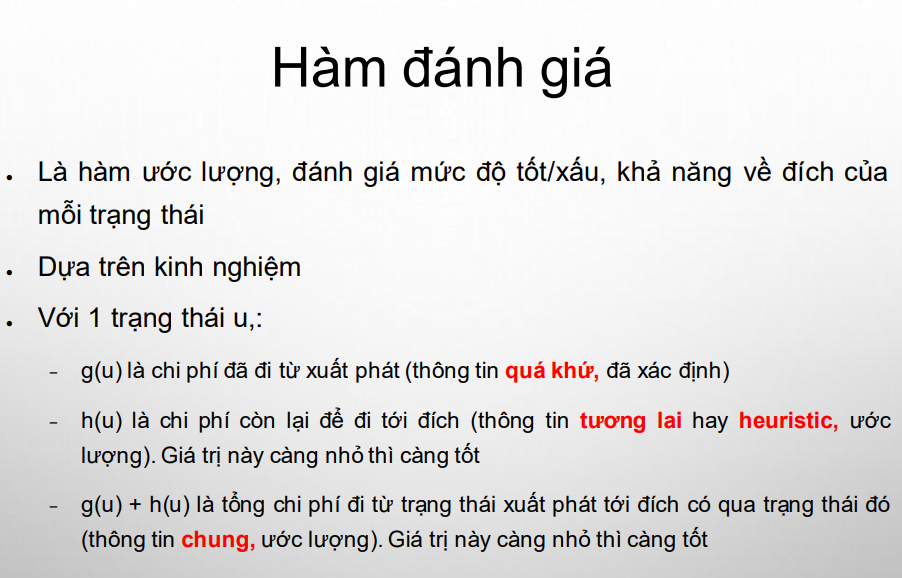 Hàm đánh giá
• Là hàm ước lượng, đánh giá mức độ tốt/xấu, khả năng về đích của
mỗi trạng thái
• Dựa trên kinh nghiệm
• Với 1 trạng thái u,:
– g(u) là chi phí đã đi từ xuất phát (thông tin quá khứ, đã xác định)
– h(u) là chi phí còn lại để đi tới đích (thông tin tương lai hay heuristic, ước
lượng). Giá trị này càng nhỏ thì càng tốt
– g(u) + h(u) là tổng chi phí đi từ trạng thái xuất phát tới đích có qua trạng thái đó
(thông tin chung, ước lượng). Giá trị này càng nhỏ thì càng tốt